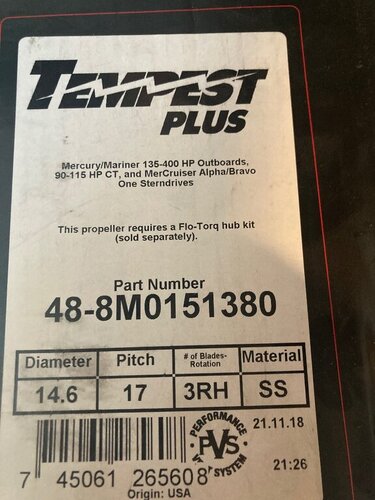 TEMPEST
PLUS
Mercury/Mariner 135-400 HP Outboards,
90-115 HP CT, and MerCruiser Alpha/Bravo
One Sterndrives
This propeller requires a Flo-Torq hub kit
(sold separately).
Part Number
48-8M0151380
Diameter Pitch # of Blades- Rotation Material
14.6 17 3RH SS
PERFORMANCE
PVS
VENT SYSTEM
21.11.18
21:26
7 45061 265608
Origin: USA